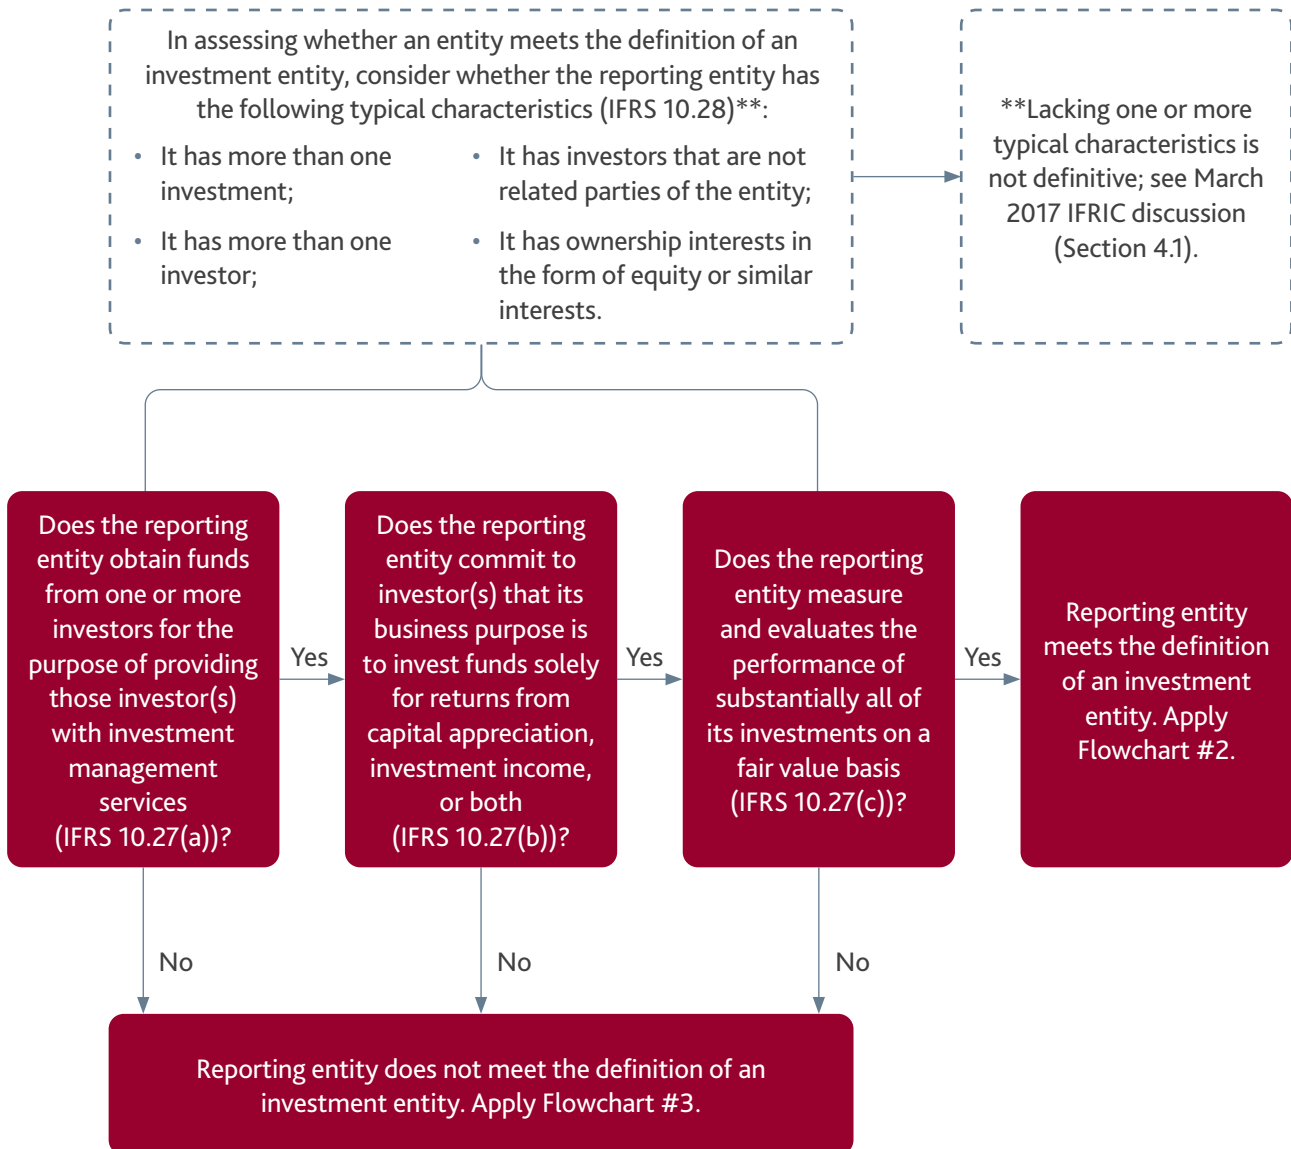 In assessing whether an entity meets the definition of an
investment entity, consider whether the reporting entity has
the following typical characteristics (IFRS 10.28)**:
• It has more than one
investment;
• It has more than one
investor;
• It has investors that are not
related parties of the entity;
• It has ownership interests in
the form of equity or similar
interests.
**Lacking one or more
typical characteristics is
not definitive; see March
2017 IFRIC discussion
(Section 4.1).
Does the reporting
entity obtain funds
from one or more
investors for the
purpose of providing
those investor(s)
with investment
management
services
(IFRS 10.27(a))?
Yes
Does the reporting
entity commit to
investor(s) that its
business purpose is
to invest funds solely
for returns from
capital appreciation,
investment income,
or both
(IFRS 10.27(b))?
Yes
Does the reporting
entity measure
and evaluates the
performance of
substantially all of
its investments on a
fair value basis
(IFRS 10.27(c))?
Yes
Reporting entity
meets the definition
of an investment
entity. Apply
Flowchart #2.
No
No
No
Reporting entity does not meet the definition of an
investment entity. Apply Flowchart #3.